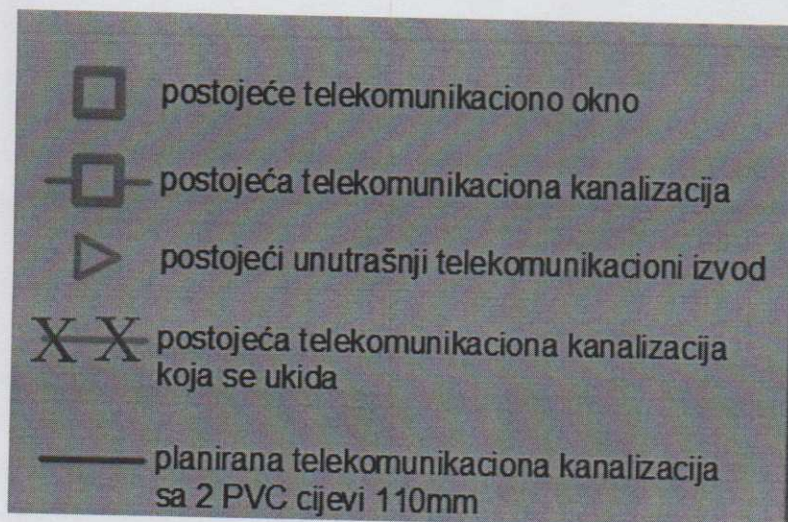 postojeće telekomunikaciono okno
postojeća telekomunikaciona kanalizacija
postojeći unutrašnji telekomunikacioni izvod
X X postojeća telekomunikaciona kanalizacija
koja se ukida
planirana telekomunikaciona kanalizacija
sa 2 PVC cijevi 110mm